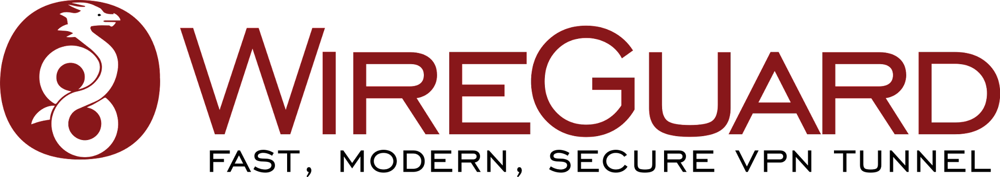 WireGuard
FAST, MODERN, SECURE VPN TUNNEL